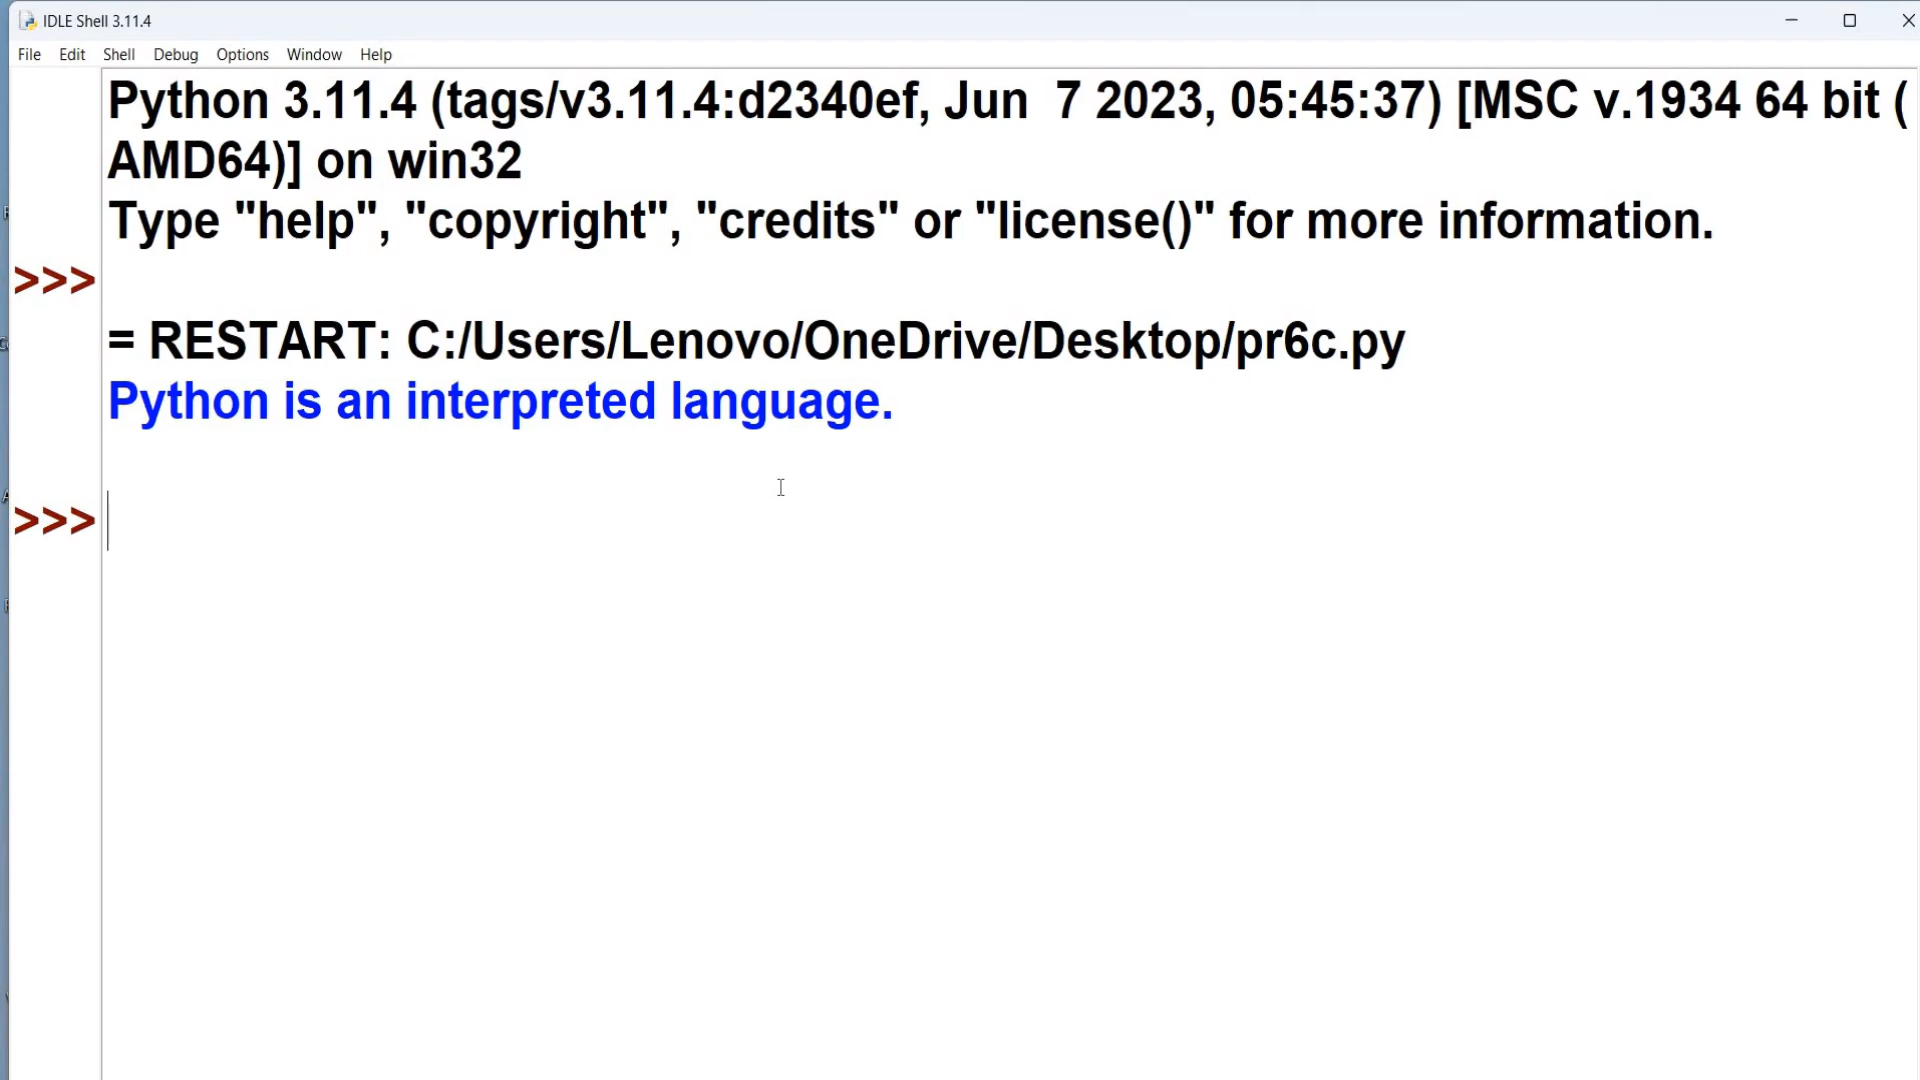 IDLE Shell 3.11.4
File Edit Shell Debug Options Window Help
Python 3.11.4 (tags/v3.11.4:d2340ef, Jun  7 2023, 05:45:37) [MSC v.1934 64 bit (
AMD64)] on win32
Type "help", "copyright", "credits" or "license()" for more information.
>>>
= RESTART: C:/Users/Lenovo/OneDrive/Desktop/pr6c.py
Python is an interpreted language.
>>>